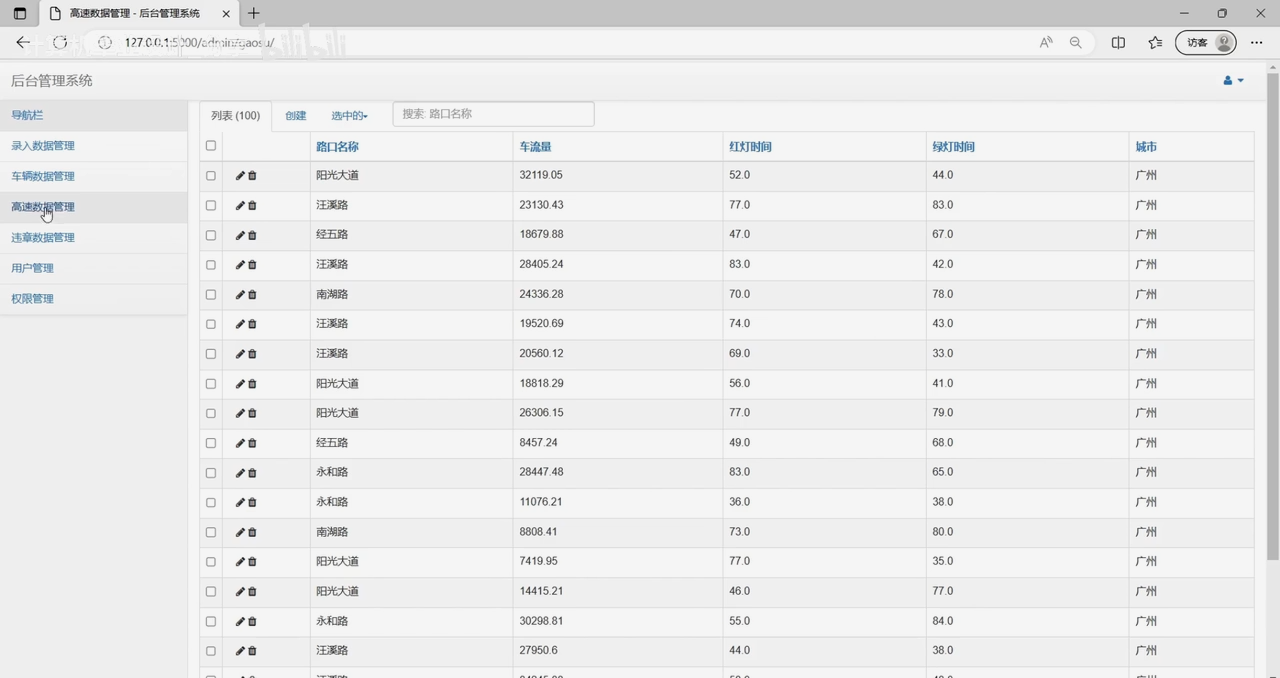 高速数据管理 - 后台管理系统
127.0.0.1:5000/admin/gaosu/
bilibili
访客
后台管理系统
导航栏
录入数据管理
车辆数据管理
高速数据管理
违章数据管理
用户管理
权限管理
列表 (100) 创建 选中的 搜索: 路口名称
路口名称 车流量 红灯时间 绿灯时间 城市
阳光大道 32119.05 52.0 44.0 广州
汪溪路 23130.43 77.0 83.0 广州
经五路 18679.88 47.0 67.0 广州
汪溪路 28405.24 83.0 42.0 广州
南湖路 24336.28 70.0 78.0 广州
汪溪路 19520.69 74.0 43.0 广州
汪溪路 20560.12 69.0 33.0 广州
阳光大道 18818.29 56.0 41.0 广州
阳光大道 26306.15 77.0 79.0 广州
经五路 8457.24 49.0 68.0 广州
永和路 28447.48 83.0 65.0 广州
永和路 11076.21 36.0 38.0 广州
南湖路 8808.41 73.0 80.0 广州
阳光大道 7419.95 77.0 35.0 广州
阳光大道 14415.21 46.0 77.0 广州
永和路 30298.81 55.0 84.0 广州
汪溪路 27950.6 44.0 38.0 广州